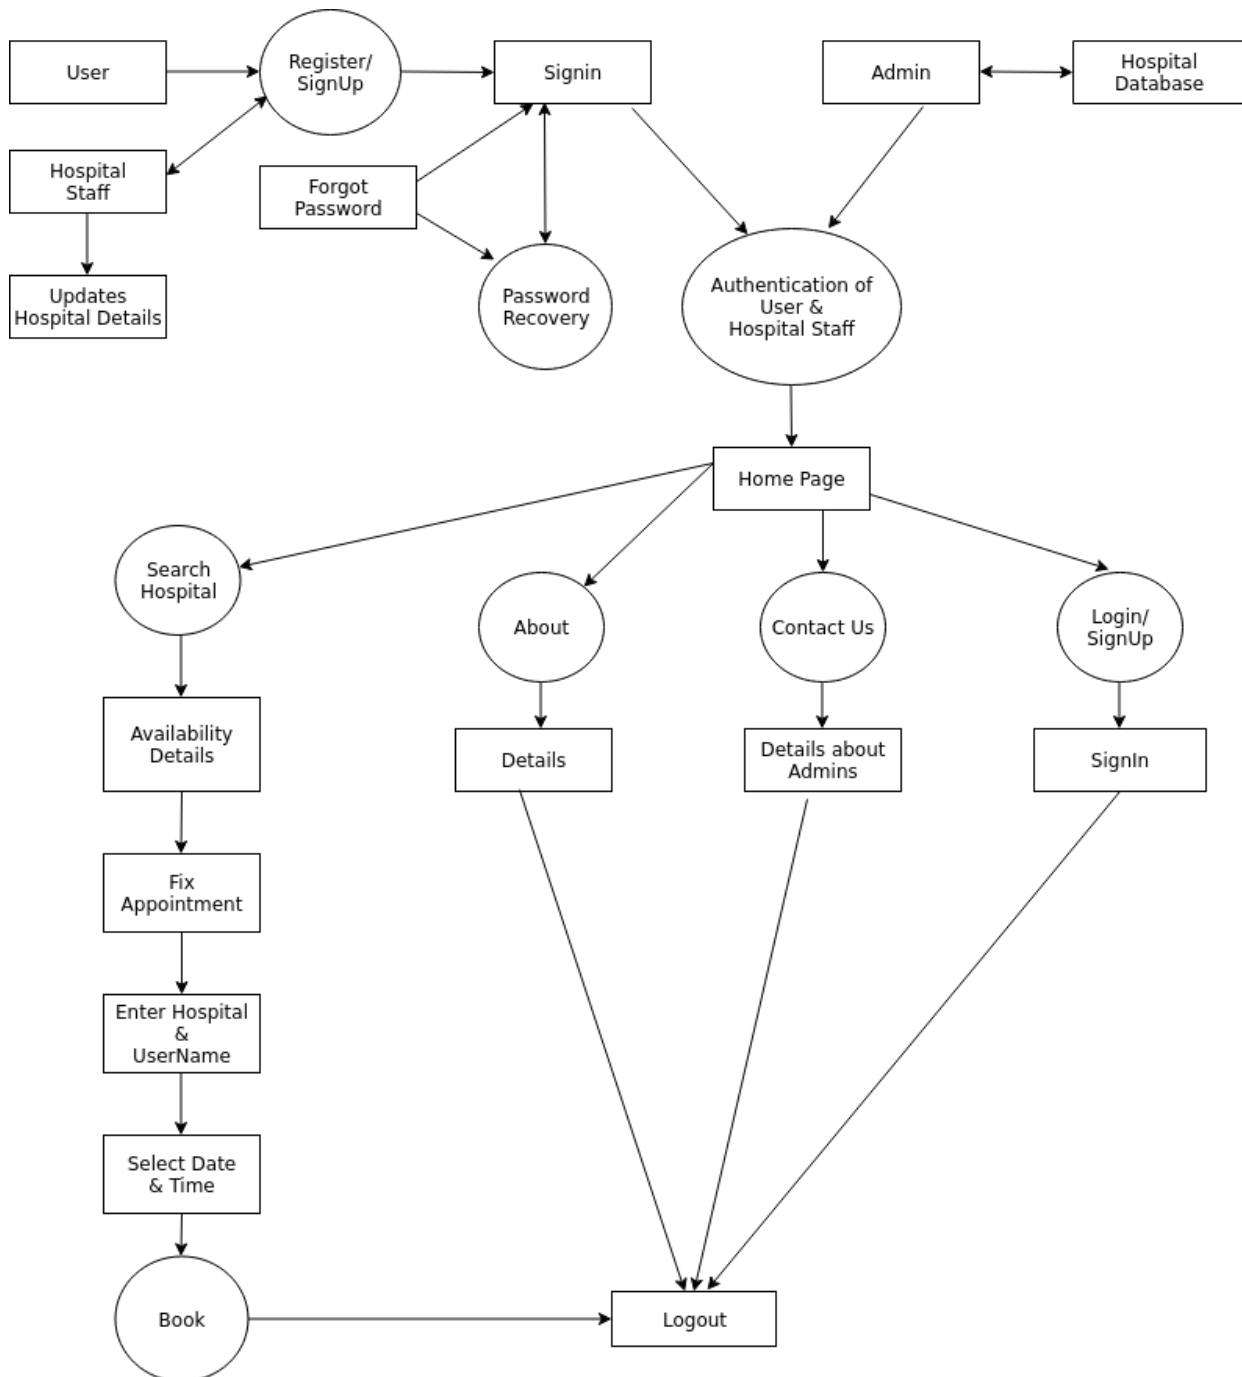 User
Register/
SignUp
Signin
Admin
Hospital
Database
Hospital
Staff
Forgot
Password
Updates
Hospital Details
Password
Recovery
Authentication of
User &
Hospital Staff
Home Page
Search
Hospital
About
Contact Us
Login/
SignUp
Availability
Details
Details
Details about
Admins
SignIn
Fix
Appointment
Enter Hospital
&
UserName
Select Date
& Time
Book
Logout